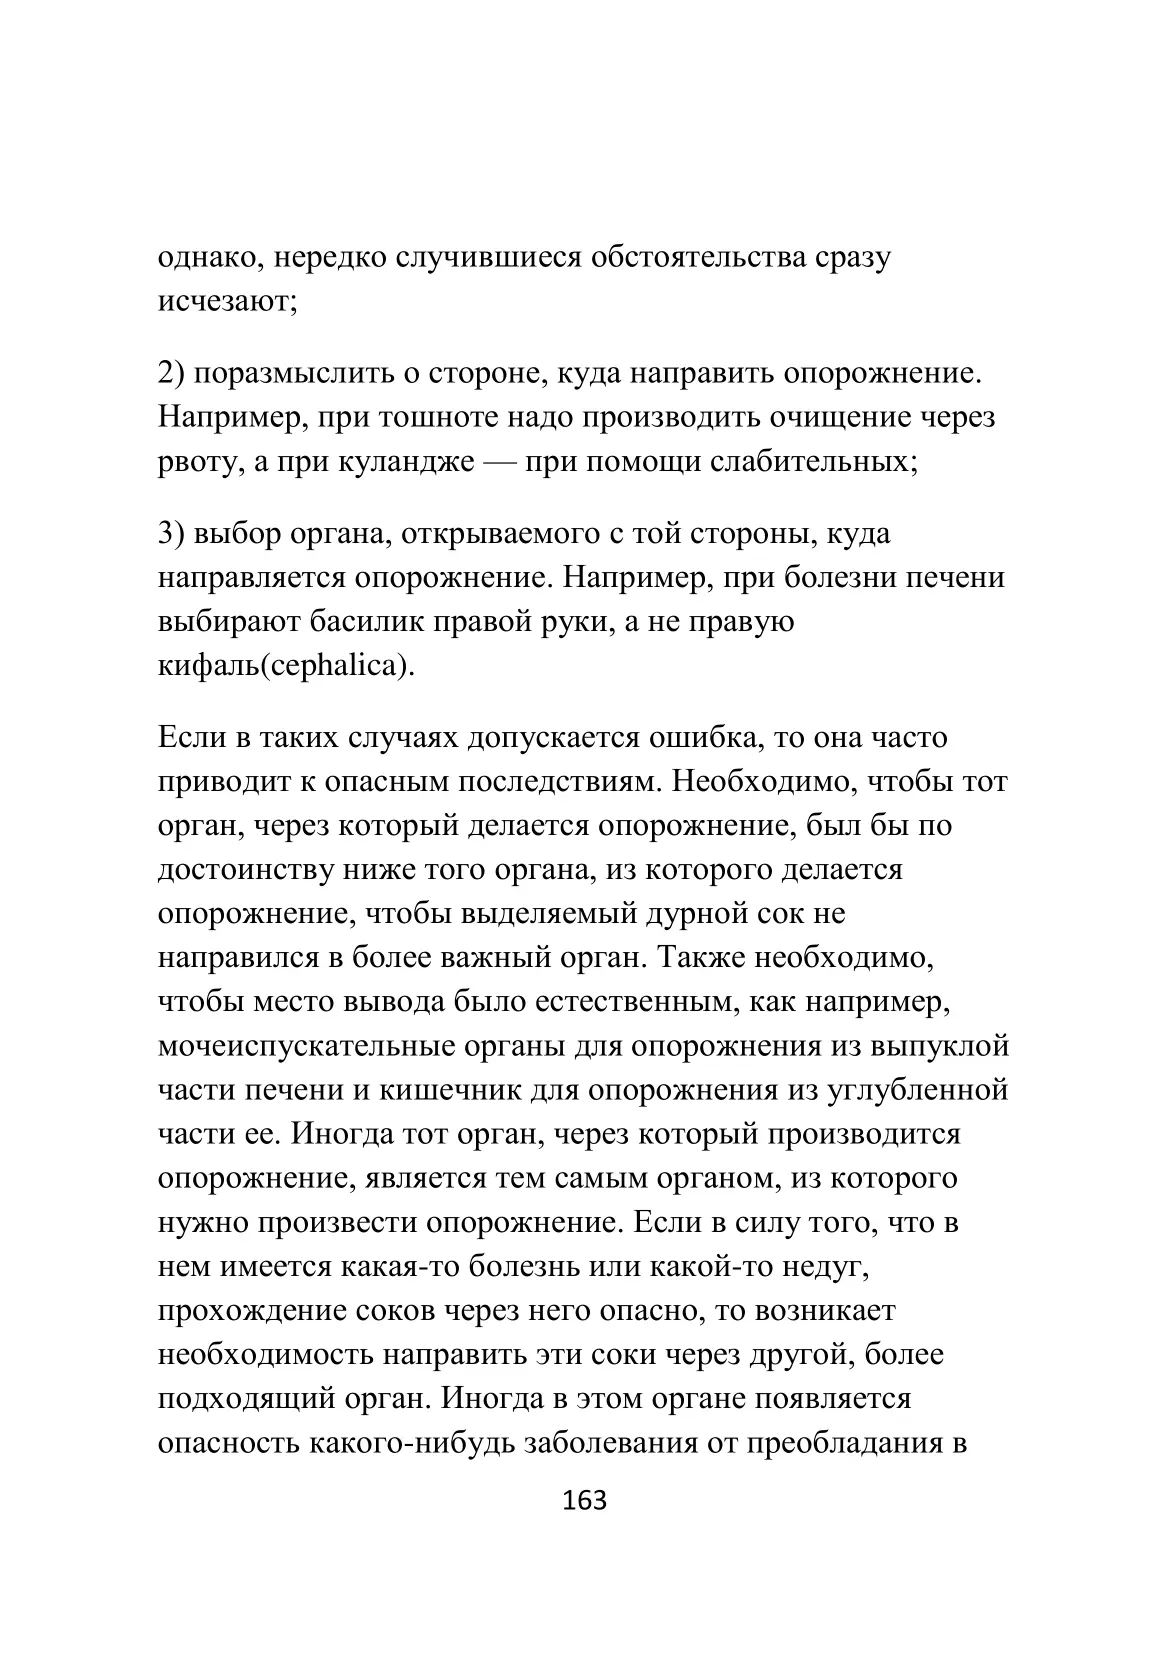 однако, нередко случившиеся обстоятельства сразу
исчезают;
2) поразмыслить о стороне, куда направить опорожнение.
Например, при тошноте надо производить очищение через
рвоту, а при куландже — при помощи слабительных;
3) выбор органа, открываемого с той стороны, куда
направляется опорожнение. Например, при болезни печени
выбирают басилик правой руки, а не правую
кифаль(cephalica).
Если в таких случаях допускается ошибка, то она часто
приводит к опасным последствиям. Необходимо, чтобы тот
орган, через который делается опорожнение, был бы по
достоинству ниже того органа, из которого делается
опорожнение, чтобы выделяемый дурной сок не
направился в более важный орган. Также необходимо,
чтобы место вывода было естественным, как например,
мочеиспускательные органы для опорожнения из выпуклой
части печени и кишечник для опорожнения из углубленной
части ее. Иногда тот орган, через который производится
опорожнение, является тем самым органом, из которого
нужно произвести опорожнение. Если в силу того, что в
нем имеется какая-то болезнь или какой-то недуг,
прохождение соков через него опасно, то возникает
необходимость направить эти соки через другой, более
подходящий орган. Иногда в этом органе появляется
опасность какого-нибудь заболевания от преобладания в
163